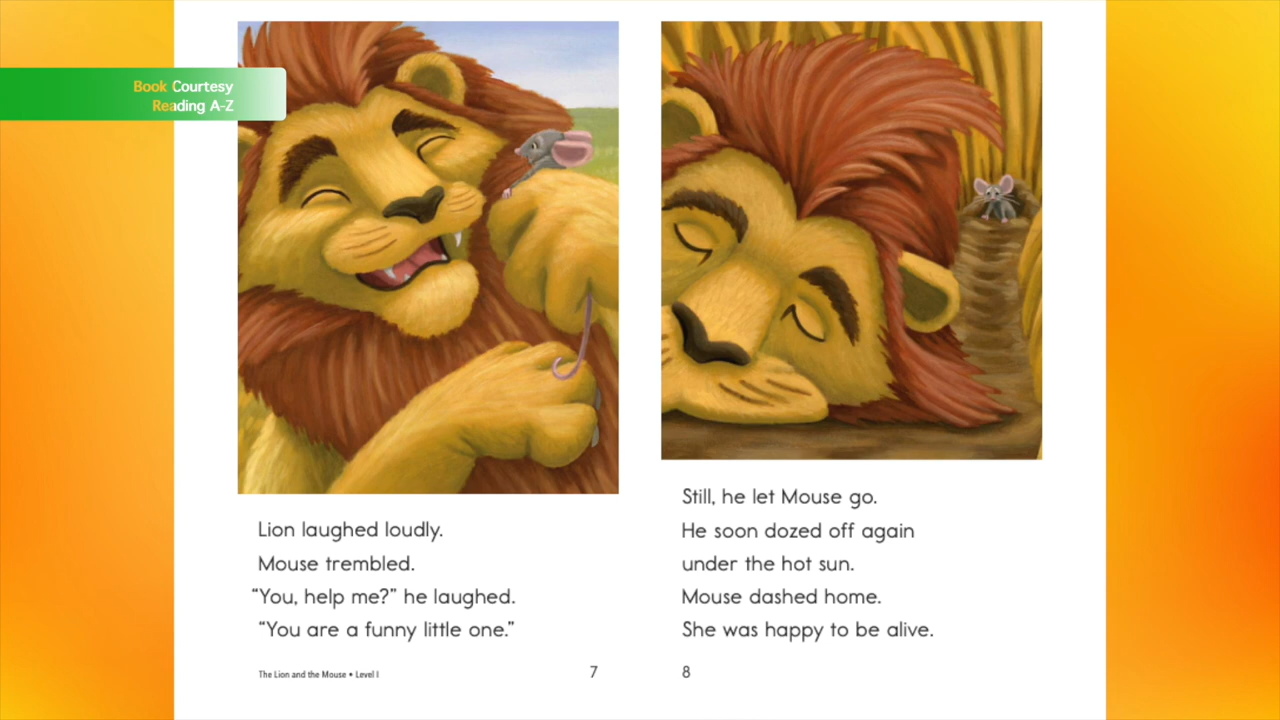 Book Courtesy
Reading A-Z
Lion laughed loudly.
Mouse trembled.
“You, help me?” he laughed.
“You are a funny little one.”
The Lion and the Mouse • Level I
7
Still, he let Mouse go.
He soon dozed off again
under the hot sun.
Mouse dashed home.
She was happy to be alive.
8